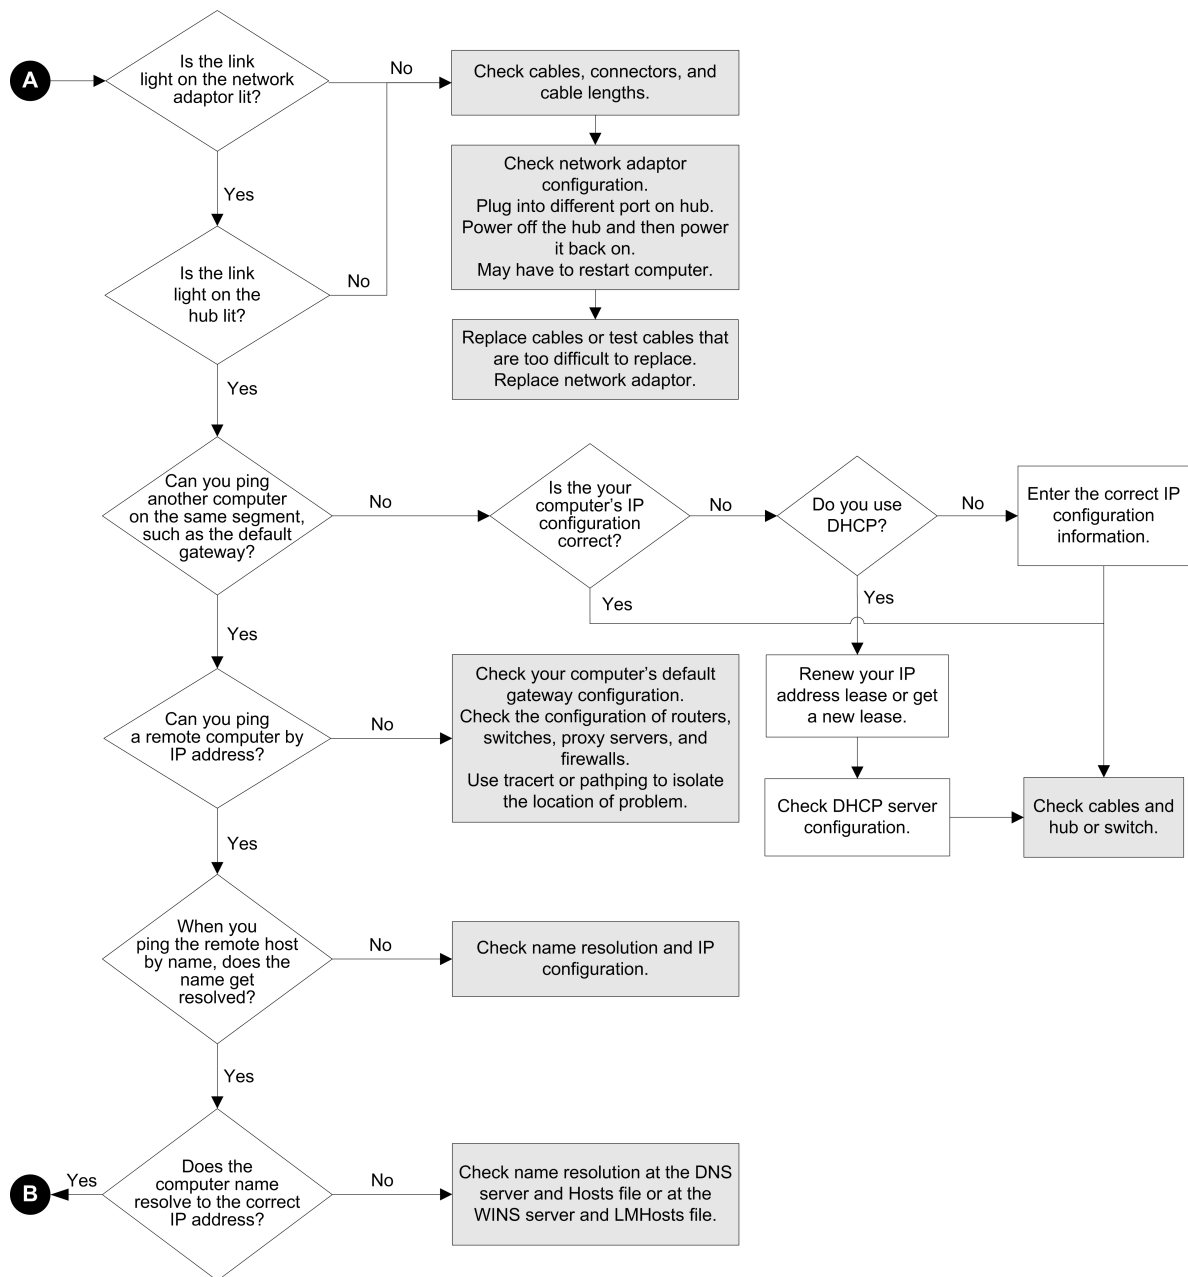 A
Is the link
light on the network
adaptor lit?
No
Check cables, connectors, and
cable lengths.
Yes
Check network adaptor
configuration.
Plug into different port on hub.
Power off the hub and then power
it back on.
May have to restart computer.
Is the link
light on the
hub lit?
No
Replace cables or test cables that
are too difficult to replace.
Replace network adaptor.
Yes
Can you ping
another computer
on the same segment,
such as the default
gateway?
No
Is the your
computer's IP
configuration
correct?
No
Do you use
DHCP?
No
Enter the correct IP
configuration
information.
Yes
Yes
Yes
Can you ping
a remote computer by
IP address?
No
Check your computer's default
gateway configuration.
Check the configuration of routers,
switches, proxy servers, and
firewalls.
Use tracert or pathping to isolate
the location of problem.
Renew your IP
address lease or get
a new lease.
Check DHCP server
configuration.
Check cables and
hub or switch.
Yes
When you
ping the remote host
by name, does the
name get
resolved?
No
Check name resolution and IP
configuration.
Yes
Does the
computer name
resolve to the correct
IP address?
Yes
B
No
Check name resolution at the DNS
server and Hosts file or at the
WINS server and LMHosts file.